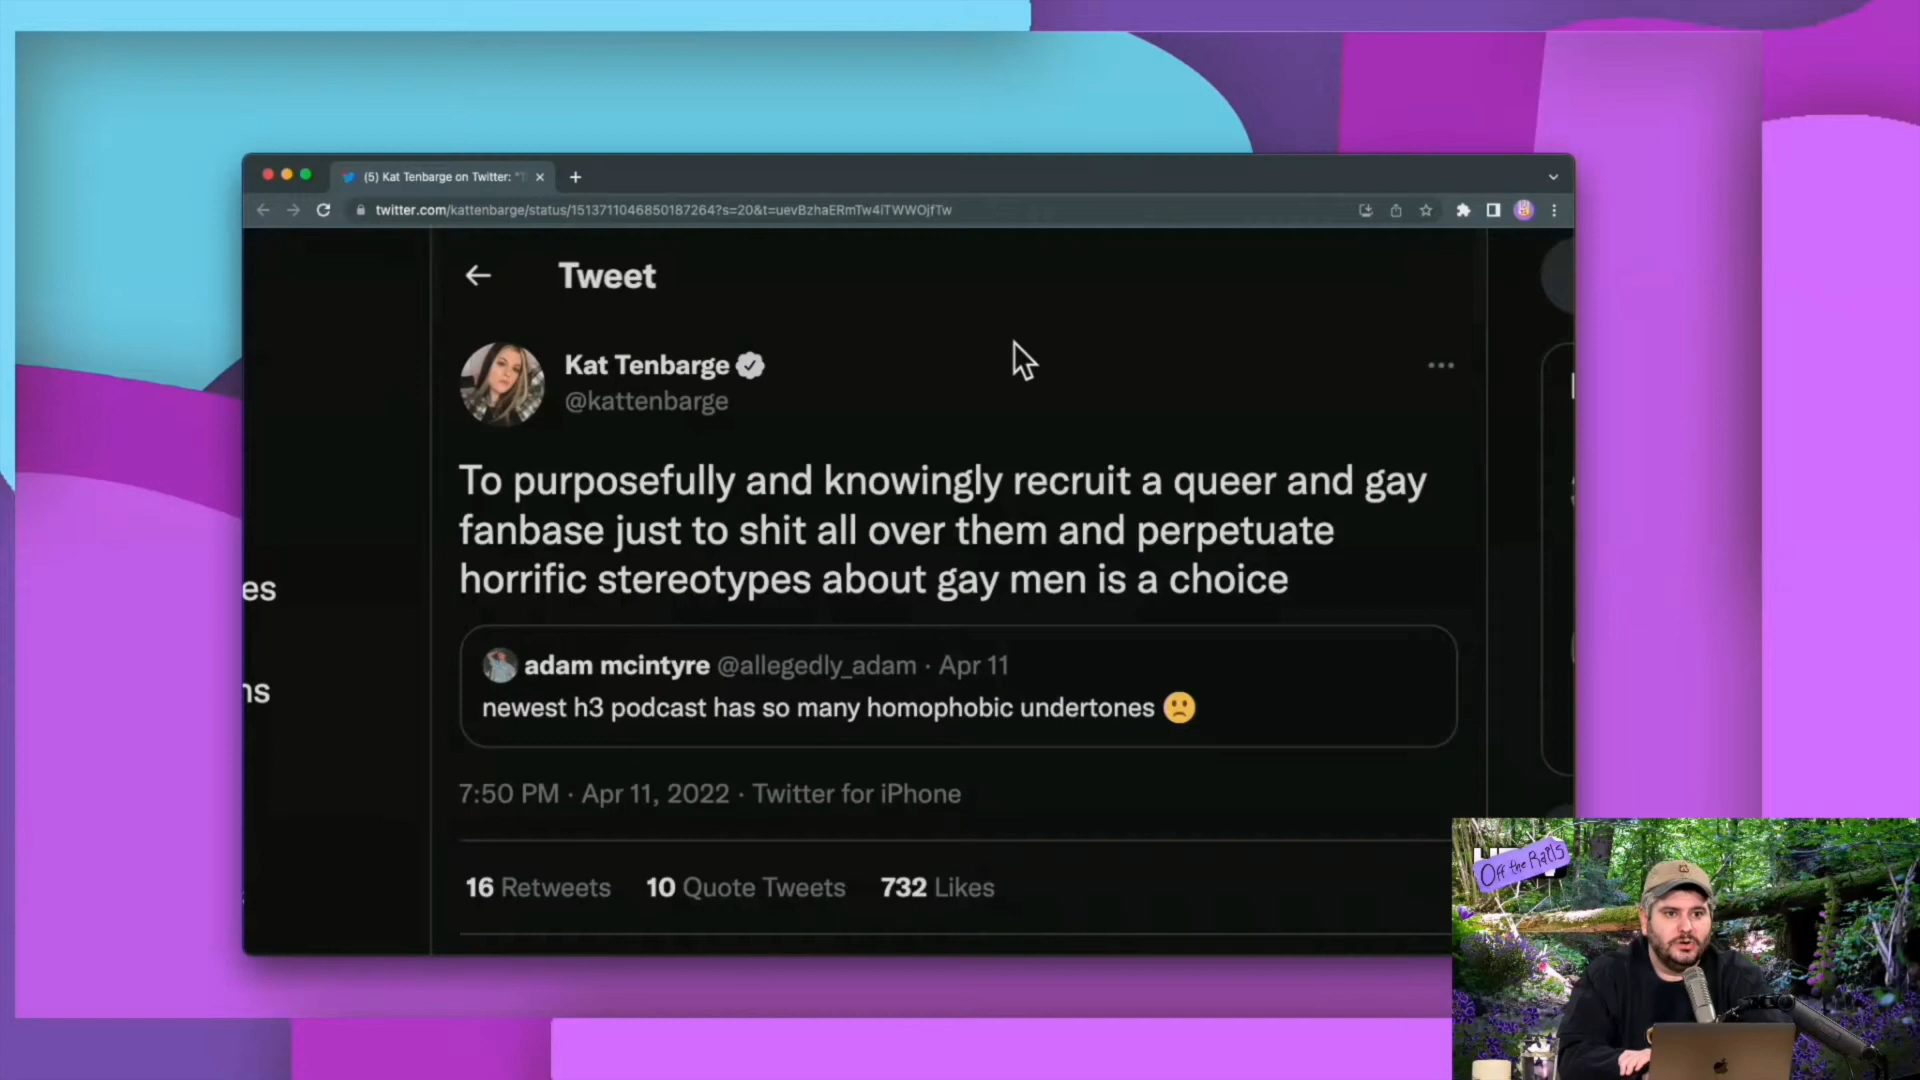 (5) Kat Tenbarge on Twitter: "T
twitter.com/kattenbarge/status/1513711046850187264?s=20&t=uevBzhaERmTw4iTWWOjfTw
Tweet
Kat Tenbarge
@kattenbarge
To purposefully and knowingly recruit a queer and gay
fanbase just to shit all over them and perpetuate
horrific stereotypes about gay men is a choice
es
ns
adam mcintyre @allegedly_adam · Apr 11
newest h3 podcast has so many homophobic undertones 🙁
7:50 PM · Apr 11, 2022 · Twitter for iPhone
16 Retweets 10 Quote Tweets 732 Likes
Off the Rails